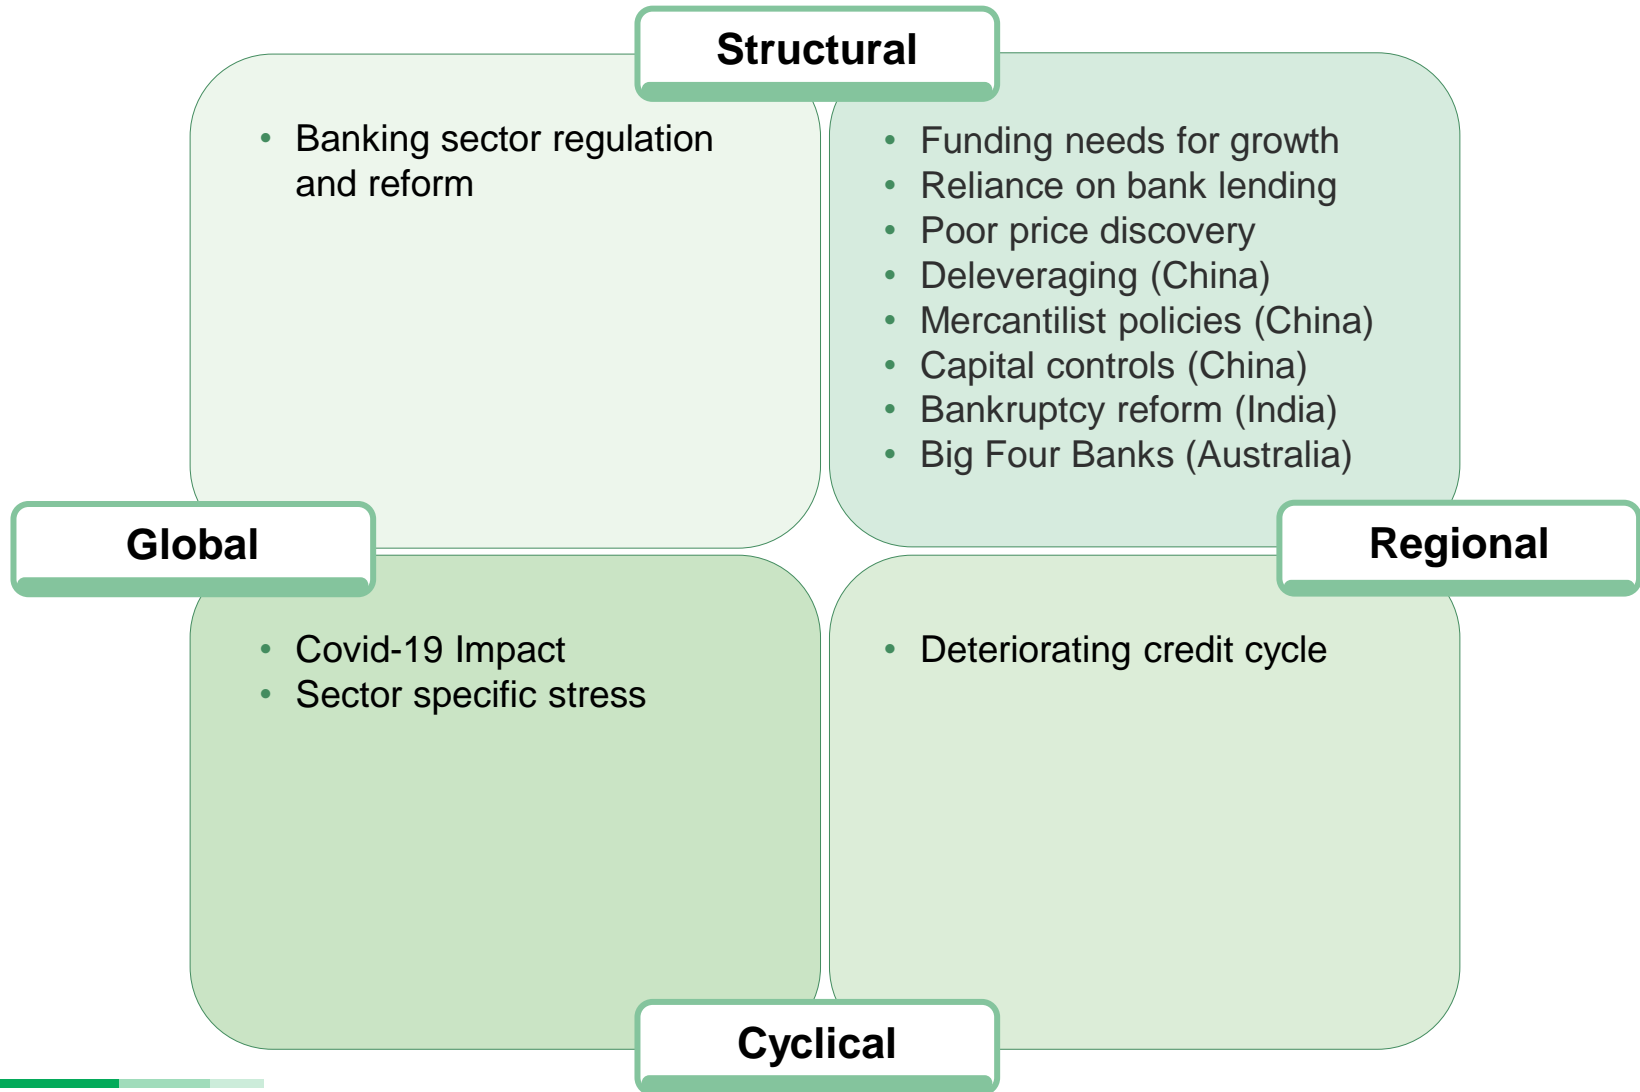 Structural
• Banking sector regulation
and reform
• Funding needs for growth
• Reliance on bank lending
• Poor price discovery
• Deleveraging (China)
• Mercantilist policies (China)
• Capital controls (China)
• Bankruptcy reform (India)
• Big Four Banks (Australia)
Global
Regional
• Covid-19 Impact
• Sector specific stress
• Deteriorating credit cycle
Cyclical